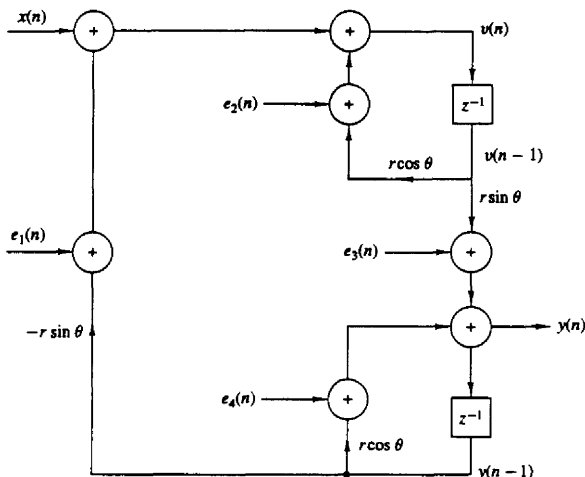 x(n)
+
+
v(n)
e₂(n)
+
z⁻¹
r cos θ
v(n − 1)
r sin θ
e₁(n)
+
e₃(n)
+
−r sin θ
+
y(n)
e₄(n)
+
z⁻¹
r cos θ
y(n − 1)